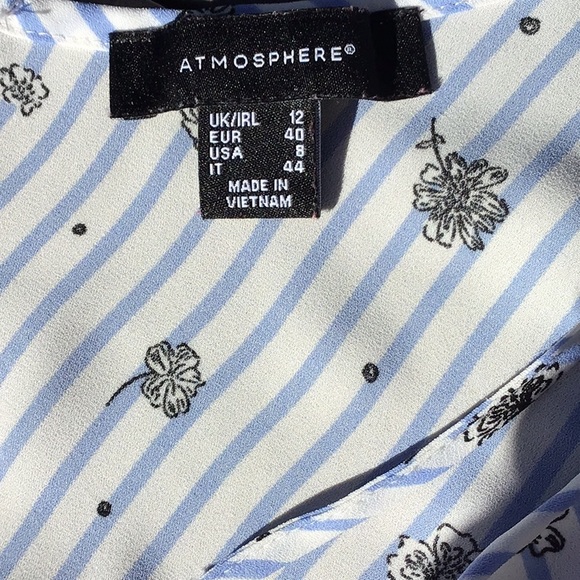 ATMOSPHERE®
UK/IRL 12
EUR 40
USA 8
IT 44
MADE IN
VIETNAM